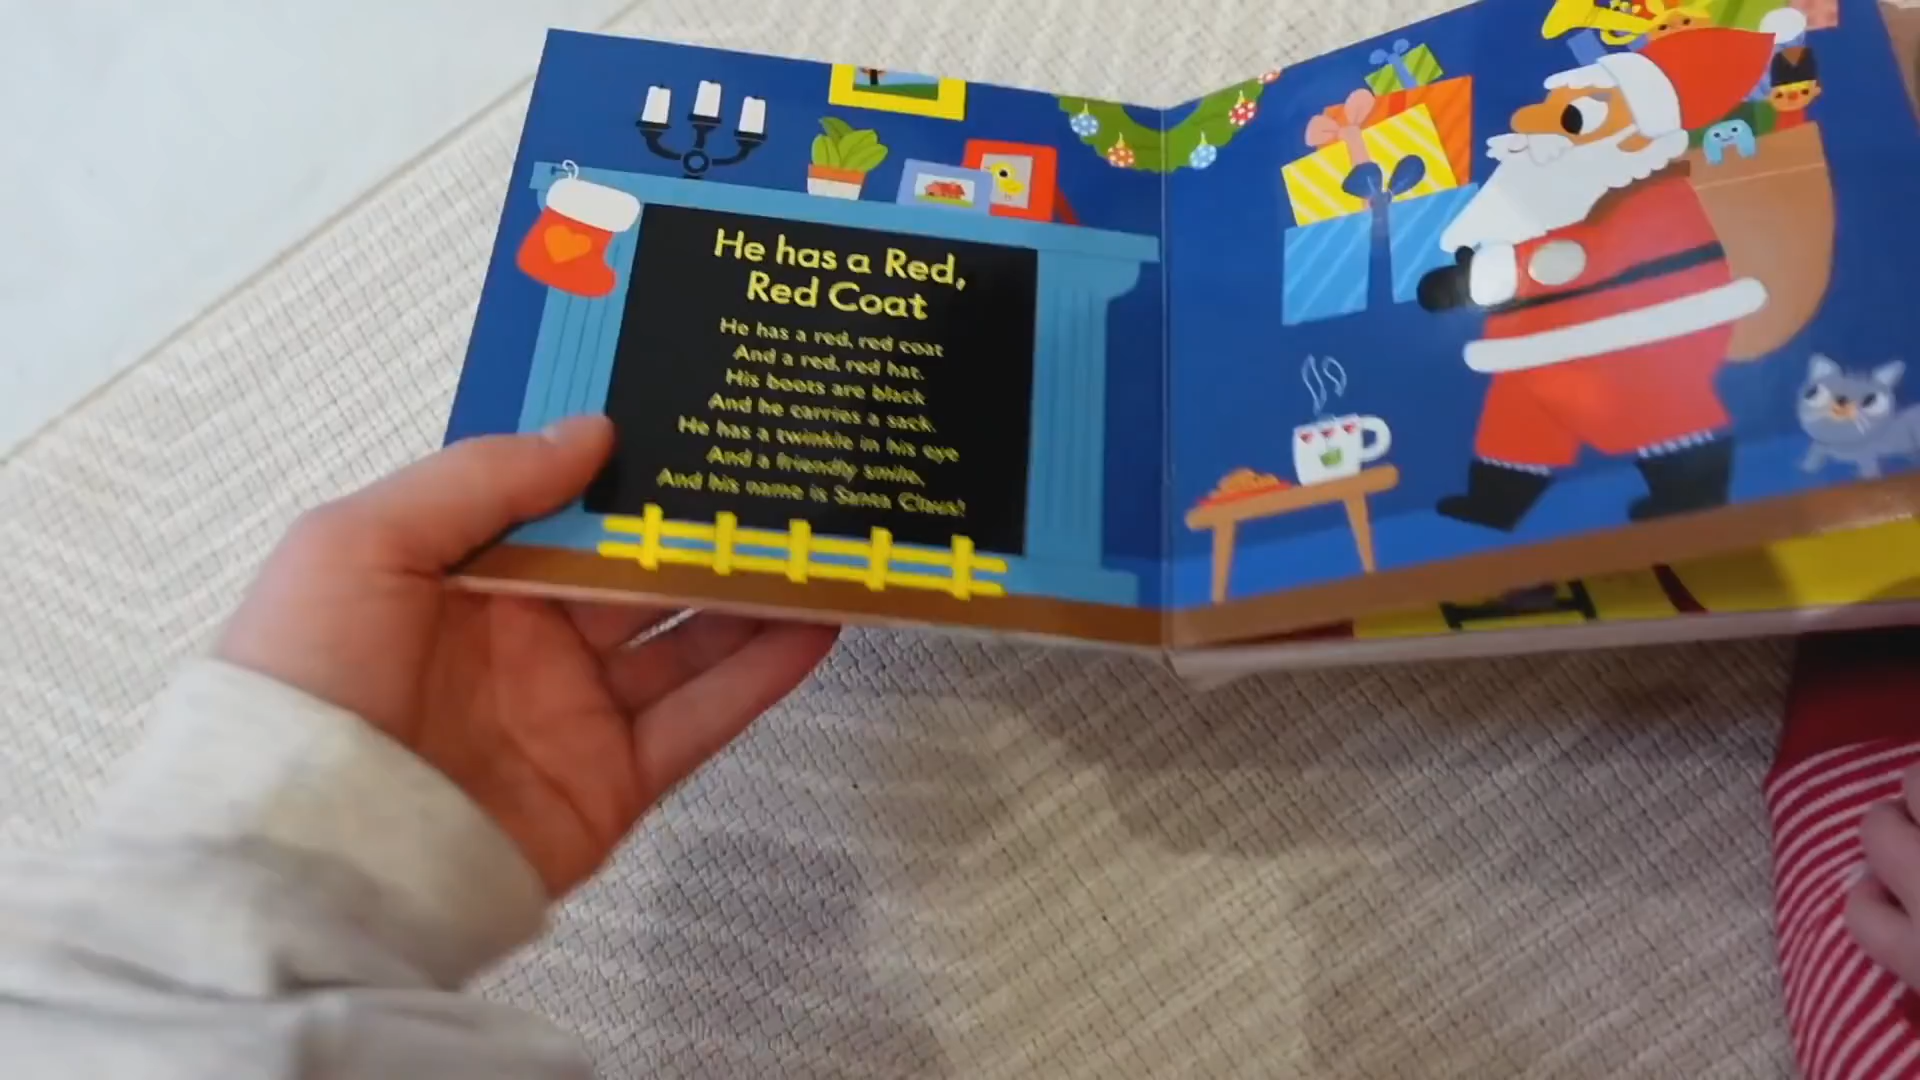 He has a Red,
Red Coat
He has a red, red coat
And a red, red hat.
His boots are black
And he carries a sack.
He has a twinkle in his eye
And a friendly smile,
And his name is Santa Claus!